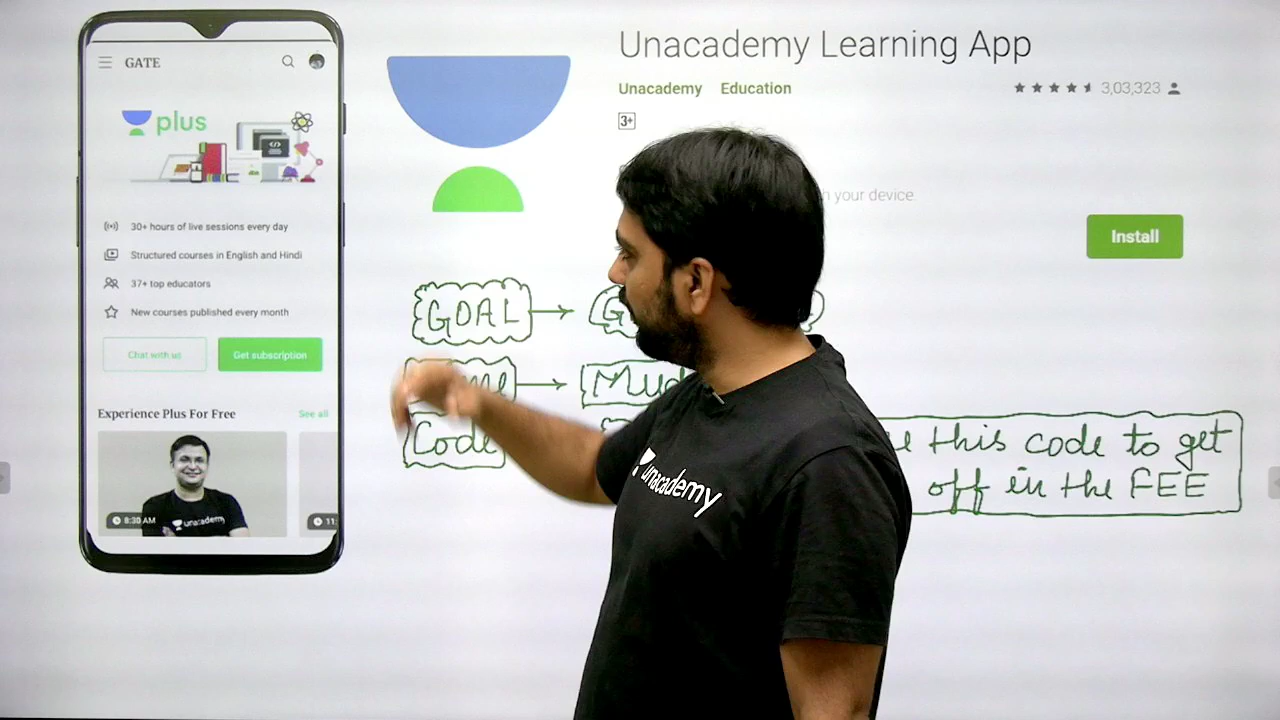 GATE
plus
30+ hours of live sessions every day
Structured courses in English and Hindi
37+ top educators
New courses published every month
Chat with us
Get subscription
Experience Plus For Free
See all
8:30 AM
unacademy
11:
Unacademy Learning App
Unacademy Education
3,03,323
3+
your device.
Install
GOAL
Code
this code to get
off in the FEE
unacademy